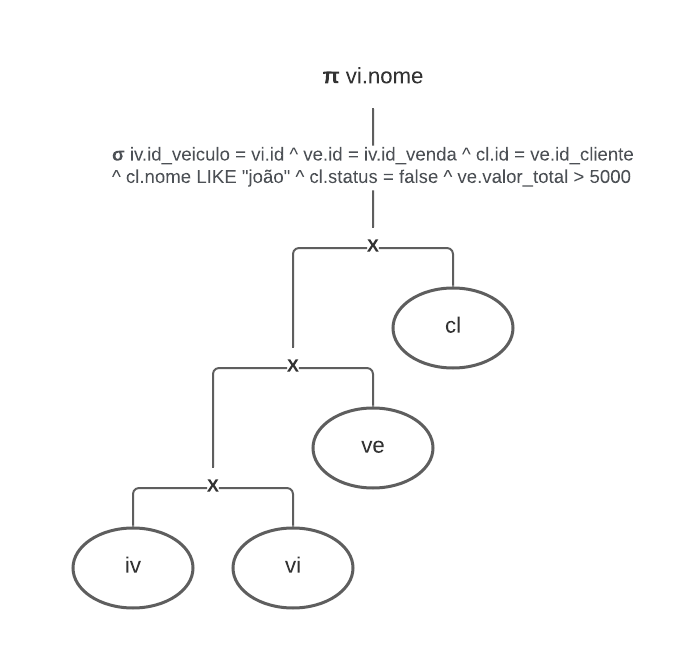 π vi.nome
σ iv.id_veiculo = vi.id ^ ve.id = iv.id_venda ^ cl.id = ve.id_cliente
^ cl.nome LIKE "joão" ^ cl.status = false ^ ve.valor_total > 5000
X
cl
X
ve
X
iv vi